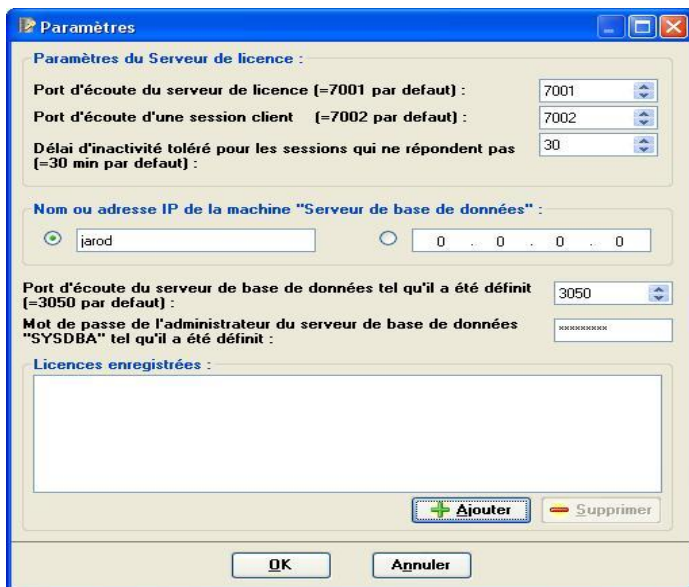 Paramètres
Paramètres du Serveur de licence :
Port d'écoute du serveur de licence (=7001 par defaut) :
7001
Port d'écoute d'une session client (=7002 par defaut) :
7002
Délai d'inactivité toléré pour les sessions qui ne répondent pas
(=30 min par defaut) :
30
Nom ou adresse IP de la machine "Serveur de base de données" :
jarod
0 . 0 . 0 . 0
Port d'écoute du serveur de base de données tel qu'il a été définit
(=3050 par defaut) :
3050
Mot de passe de l'administrateur du serveur de base de données
"SYSDBA" tel qu'il a été définit :
*********
Licences enregistrées :
Ajouter
Supprimer
OK
Annuler